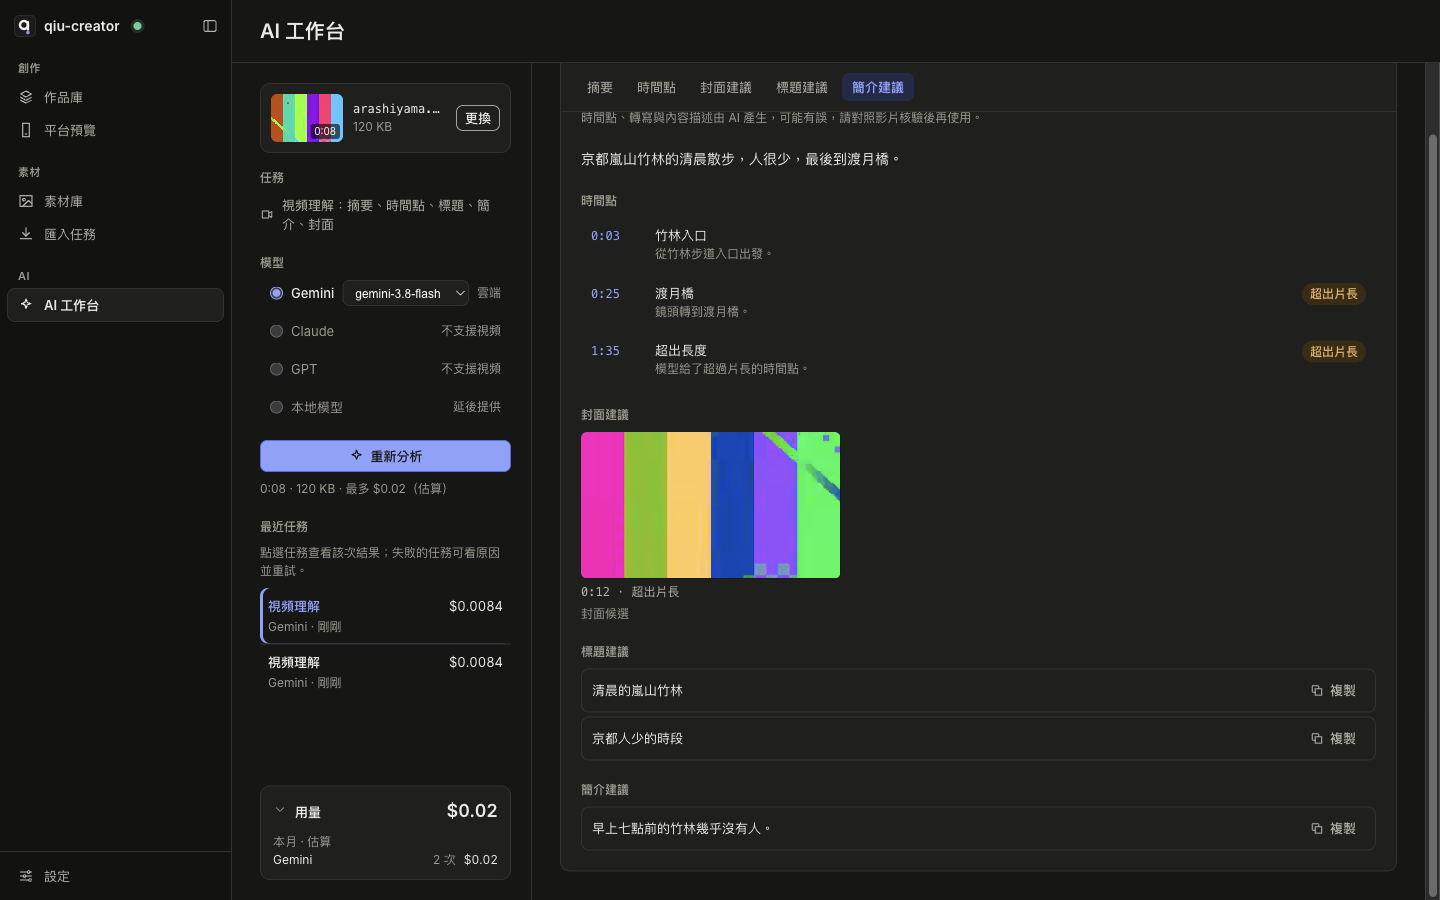 qiu-creator
創作
作品庫
平台預覽
素材
素材庫
匯入任務
AI
AI 工作台
設定
AI 工作台
0:08
arashiyama....
120 KB
更換
任務
視頻理解：摘要、時間點、標題、簡
介、封面
模型
Gemini gemini-3.8-flash 雲端
Claude 不支援視頻
GPT 不支援視頻
本地模型 延後提供
重新分析
0:08 · 120 KB · 最多 $0.02（估算）
最近任務
點選任務查看該次結果；失敗的任務可看原因
並重試。
視頻理解 $0.0084
Gemini · 剛剛
視頻理解 $0.0084
Gemini · 剛剛
用量 $0.02
本月 · 估算
Gemini 2 次 $0.02
摘要 時間點 封面建議 標題建議 簡介建議
時間點、轉寫與內容描述由 AI 產生，可能有誤，請對照影片核驗後再使用。
京都嵐山竹林的清晨散步，人很少，最後到渡月橋。
時間點
0:03 竹林入口
從竹林步道入口出發。
0:25 渡月橋 超出片長
鏡頭轉到渡月橋。
1:35 超出長度 超出片長
模型給了超過片長的時間點。
封面建議
0:12 · 超出片長
封面候選
標題建議
清晨的嵐山竹林 複製
京都人少的時段 複製
簡介建議
早上七點前的竹林幾乎沒有人。 複製